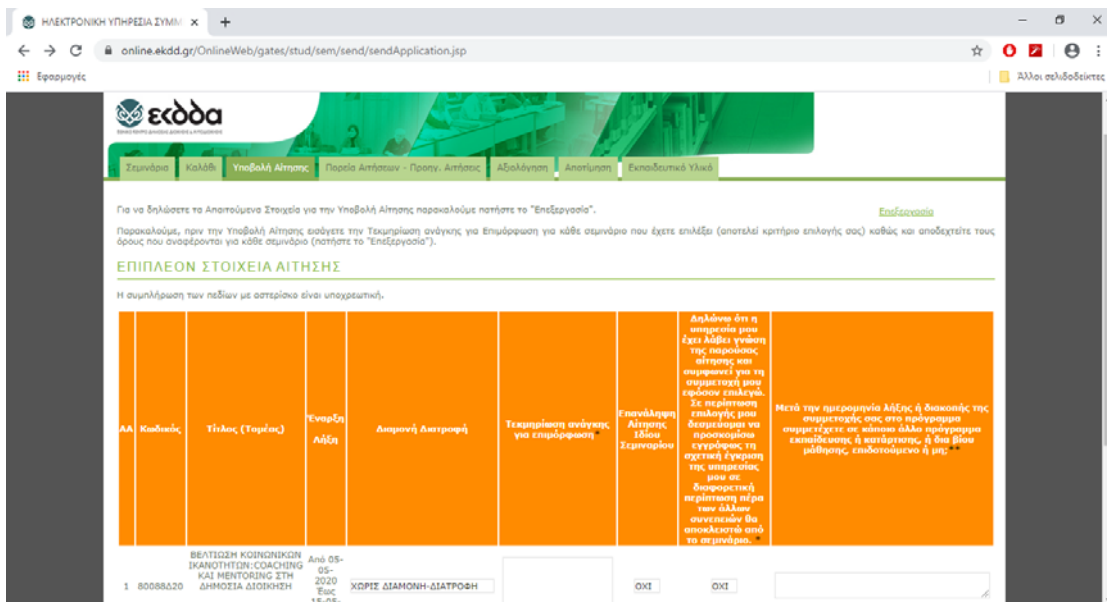 ΗΛΕΚΤΡΟΝΙΚΗ ΥΠΗΡΕΣΙΑ ΣΥΜΜ
online.ekdd.gr/OnlineWeb/gates/stud/sem/send/sendApplication.jsp
Εφαρμογές
Άλλοι σελιδοδείκτες
εκδδα
Σεμινάρια Καλάθι Υποβολή Αίτησης Πορεία Αιτήσεων - Προηγ. Αιτήσεις Αξιολόγηση Αποτίμηση Εκπαιδευτικό Υλικό
Για να δηλώσετε τα Απαιτούμενα Στοιχεία για την Υποβολή Αίτησης παρακαλούμε πατήστε το "Επεξεργασία".
Επεξεργασία
Παρακαλούμε, πριν την Υποβολή Αίτησης εισάγετε την Τεκμηρίωση ανάγκης για Επιμόρφωση για κάθε σεμινάριο που έχετε επιλέξει (αποτελεί κριτήριο επιλογής σας) καθώς και αποδεχτείτε τους
όρους που αναφέρονται για κάθε σεμινάριο (πατήστε το "Επεξεργασία").
ΕΠΙΠΛΕΟΝ ΣΤΟΙΧΕΙΑ ΑΙΤΗΣΗΣ
Η συμπλήρωση των πεδίων με αστερίσκο είναι υποχρεωτική.
ΑΑ
Κωδικός
Τίτλος (Τομέας)
Έναρξη
Λήξη
Διαμονή Διατροφή
Τεκμηρίωση ανάγκης
για επιμόρφωση*
Επανάληψη
Αίτησης
Ιδίου
Σεμιναρίου
Δηλώνω ότι η
υπηρεσία μου
έχει λάβει γνώση
της παρούσας
αίτησης και
συμφωνεί για τη
συμμετοχή μου
εφόσον επιλεγώ.
Σε περίπτωση
επιλογής μου
δεσμεύομαι να
προσκομίσω
εγγράφως τη
σχετική έγκριση
της υπηρεσίας
μου σε
διαφορετική
περίπτωση πέρα
των άλλων
συνεπειών θα
αποκλειστώ από
το σεμινάριο. *
Μετά την ημερομηνία λήξης ή διακοπής της
συμμετοχής σας στο πρόγραμμα
συμμετέχετε σε κάποιο άλλο πρόγραμμα
εκπαίδευσης ή κατάρτισης, ή δια βίου
μάθησης, επιδοτούμενο ή μη;**
1
80088Δ20
ΒΕΛΤΙΩΣΗ ΚΟΙΝΩΝΙΚΩΝ
ΙΚΑΝΟΤΗΤΩΝ:COACHING
ΚΑΙ MENTORING ΣΤΗ
ΔΗΜΟΣΙΑ ΔΙΟΙΚΗΣΗ
Από 05-
05-
2020
Έως
15-05-
ΧΩΡΙΣ ΔΙΑΜΟΝΗ-ΔΙΑΤΡΟΦΗ
ΟΧΙ
ΟΧΙ